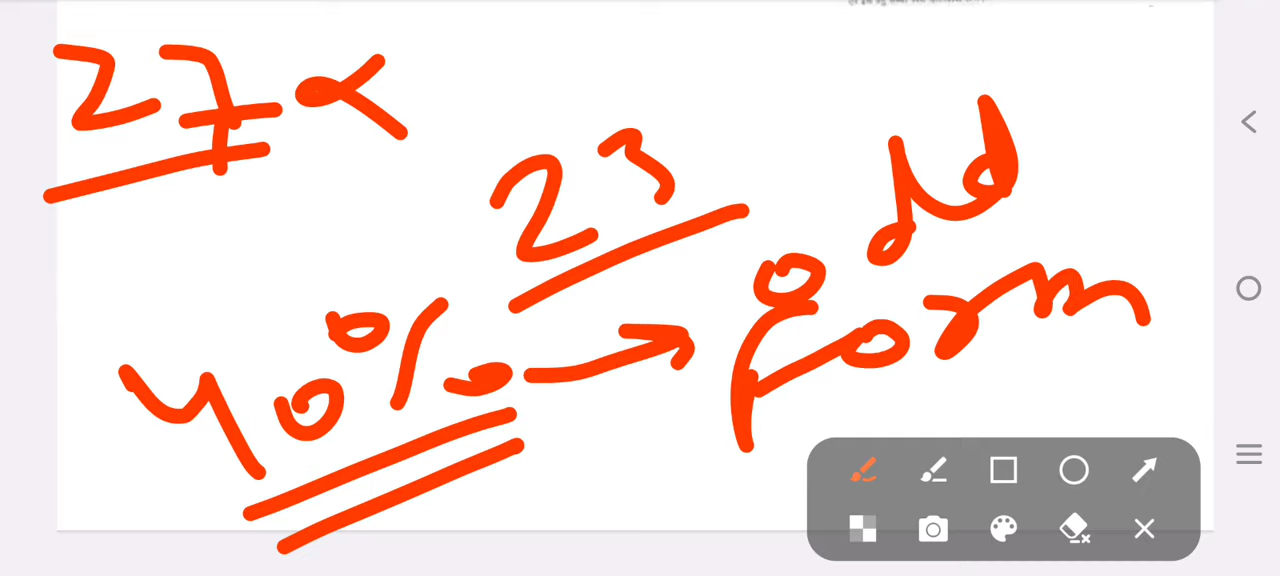 27 <
23
old
40% → form